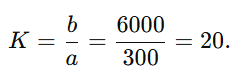 K = b/a = 6000/300 = 20.